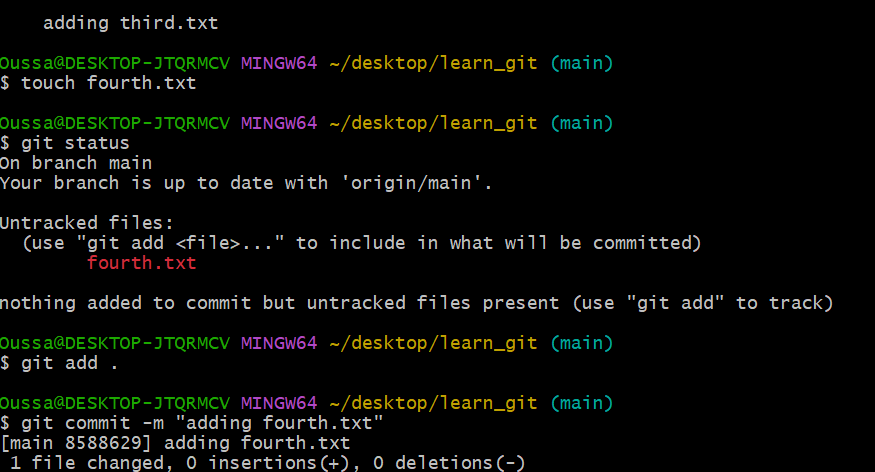 adding third.txt
Oussa@DESKTOP-JTQRMCV MINGW64 ~/desktop/learn_git (main)
$ touch fourth.txt
Oussa@DESKTOP-JTQRMCV MINGW64 ~/desktop/learn_git (main)
$ git status
On branch main
Your branch is up to date with 'origin/main'.
Untracked files:
(use "git add <file>..." to include in what will be committed)
fourth.txt
nothing added to commit but untracked files present (use "git add" to track)
Oussa@DESKTOP-JTQRMCV MINGW64 ~/desktop/learn_git (main)
$ git add .
Oussa@DESKTOP-JTQRMCV MINGW64 ~/desktop/learn_git (main)
$ git commit -m "adding fourth.txt"
[main 8588629] adding fourth.txt
1 file changed, 0 insertions(+), 0 deletions(-)